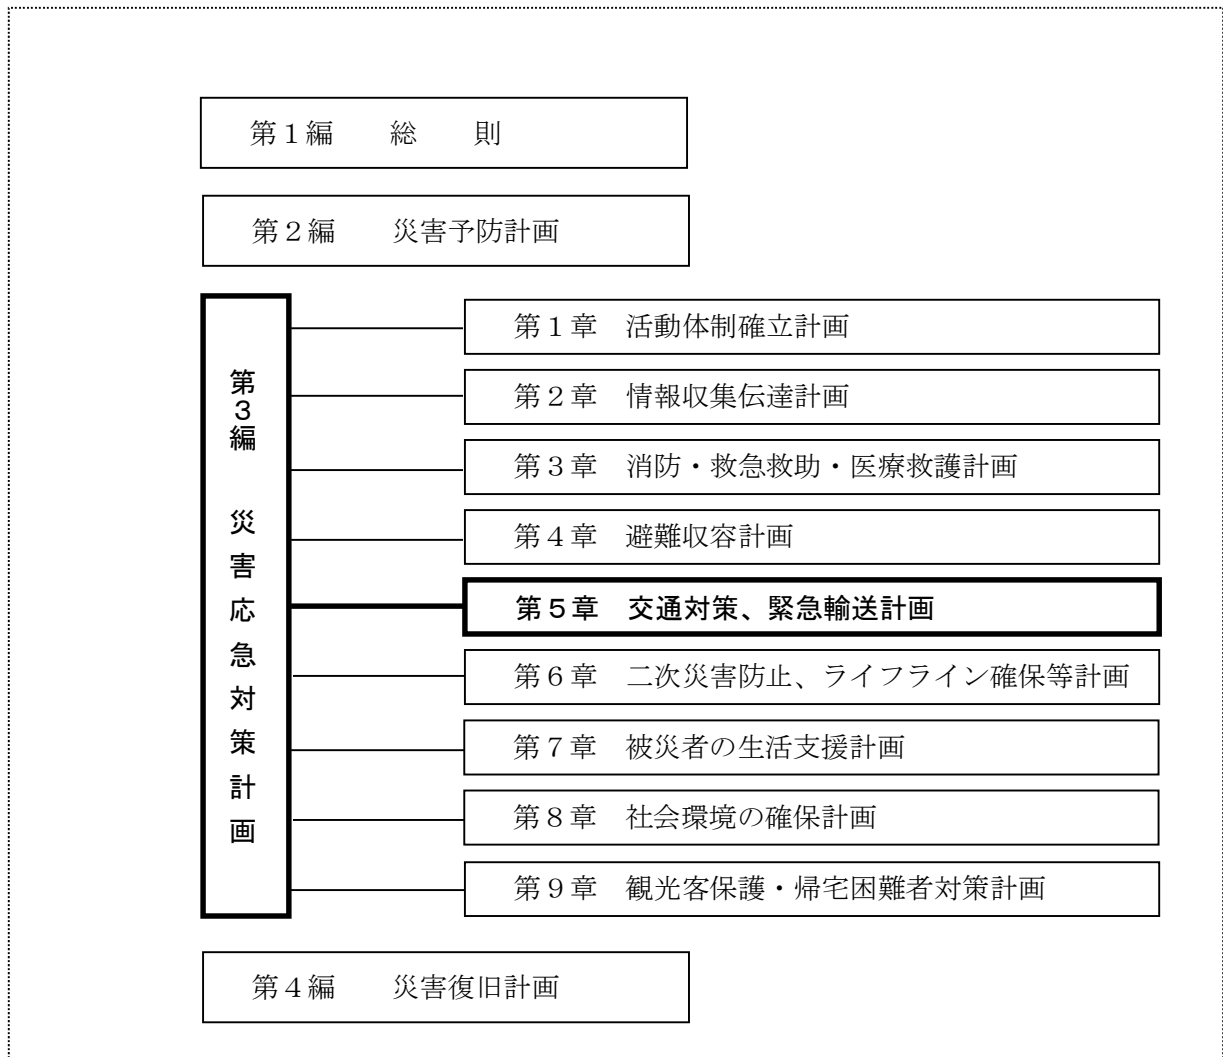 第１編　　総　　則
第２編　　災害予防計画
第３編　災害応急対策計画
第１章　活動体制確立計画
第２章　情報収集伝達計画
第３章　消防・救急救助・医療救護計画
第４章　避難収容計画
第５章　交通対策、緊急輸送計画
第６章　二次災害防止、ライフライン確保等計画
第７章　被災者の生活支援計画
第８章　社会環境の確保計画
第９章　観光客保護・帰宅困難者対策計画
第４編　　災害復旧計画